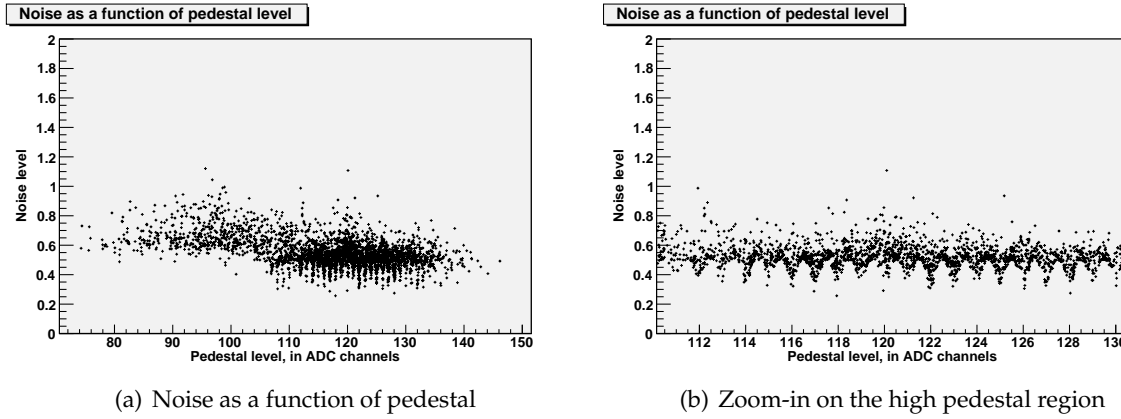 Noise as a function of pedestal level
Noise level
2
1.8
1.6
1.4
1.2
1
0.8
0.6
0.4
0.2
0
80 90 100 110 120 130 140 150
Pedestal level, in ADC channels
(a) Noise as a function of pedestal
Noise as a function of pedestal level
Noise level
2
1.8
1.6
1.4
1.2
1
0.8
0.6
0.4
0.2
0
112 114 116 118 120 122 124 126 128 130
Pedestal level, in ADC channels
(b) Zoom-in on the high pedestal region